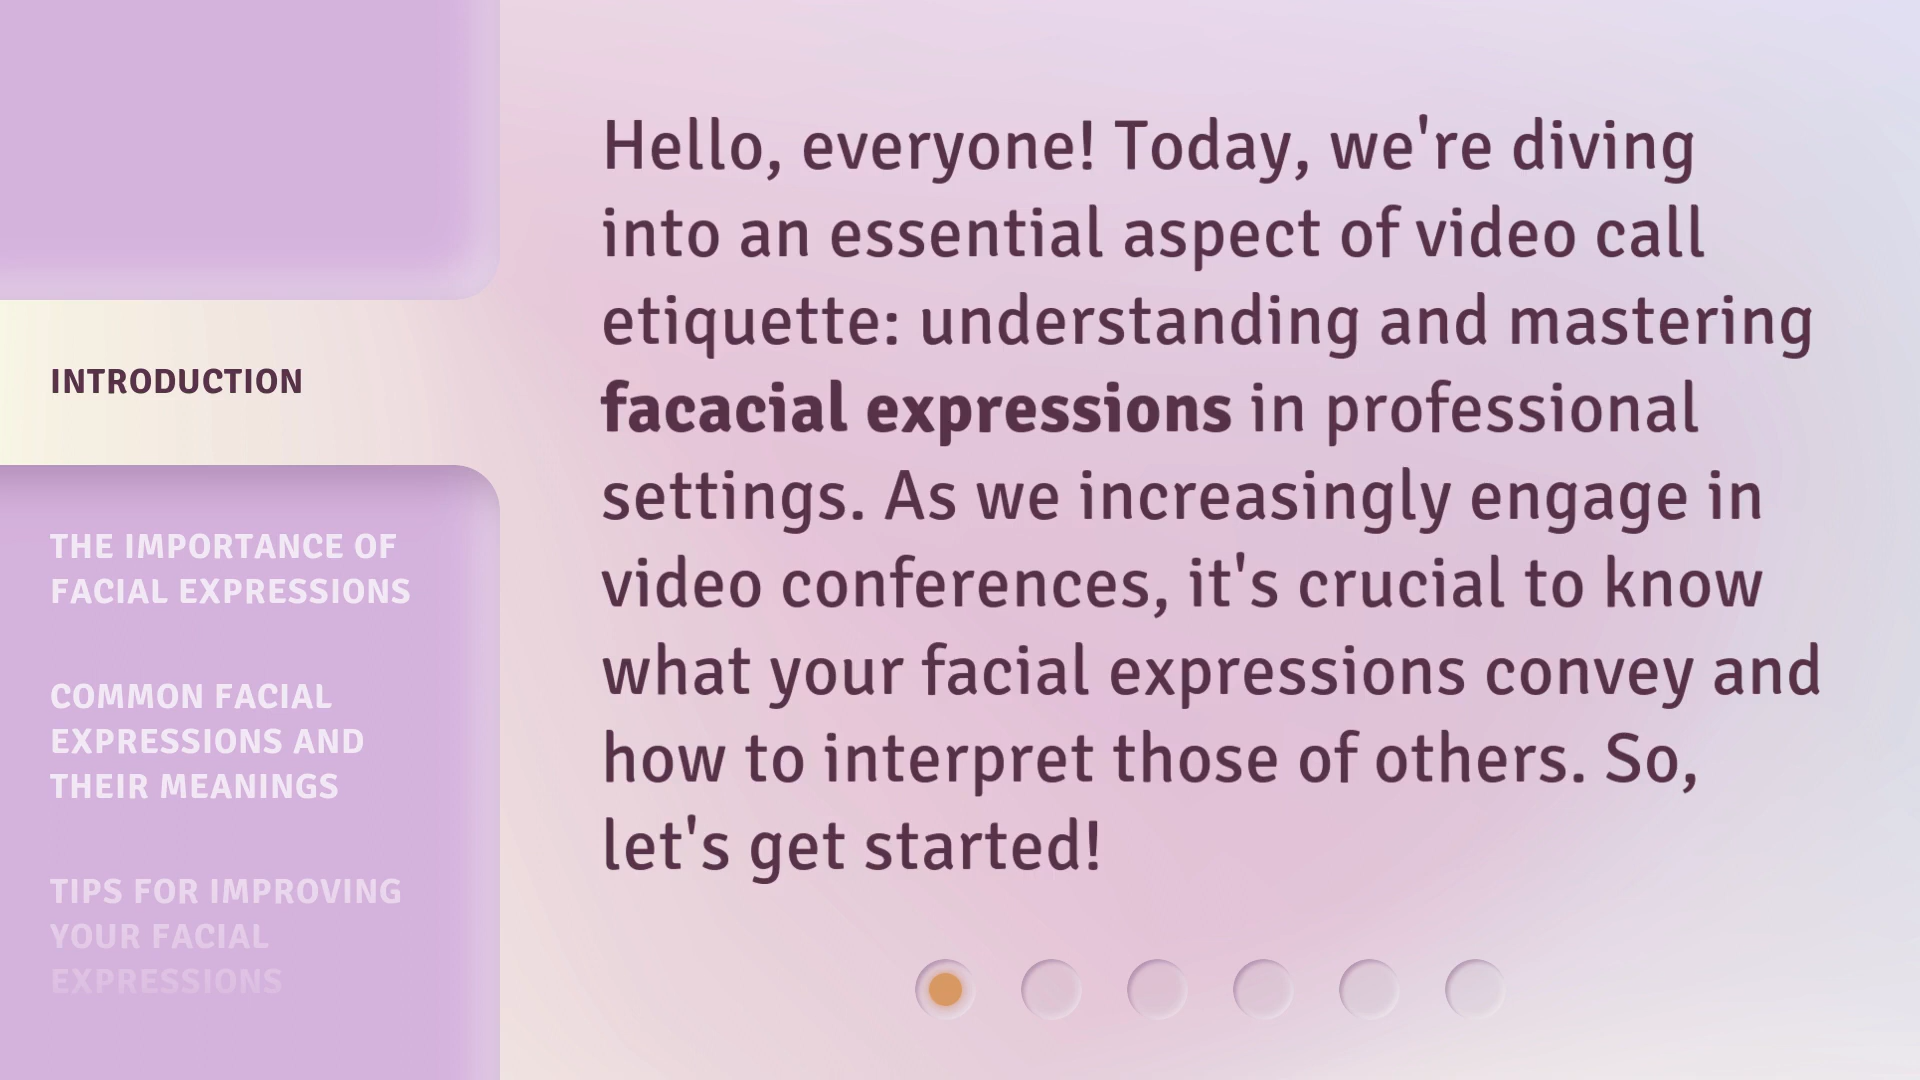 INTRODUCTION
THE IMPORTANCE OF
FACIAL EXPRESSIONS
COMMON FACIAL
EXPRESSIONS AND
THEIR MEANINGS
TIPS FOR IMPROVING
YOUR FACIAL
EXPRESSIONS
Hello, everyone! Today, we're diving
into an essential aspect of video call
etiquette: understanding and mastering
facacial expressions in professional
settings. As we increasingly engage in
video conferences, it's crucial to know
what your facial expressions convey and
how to interpret those of others. So,
let's get started!